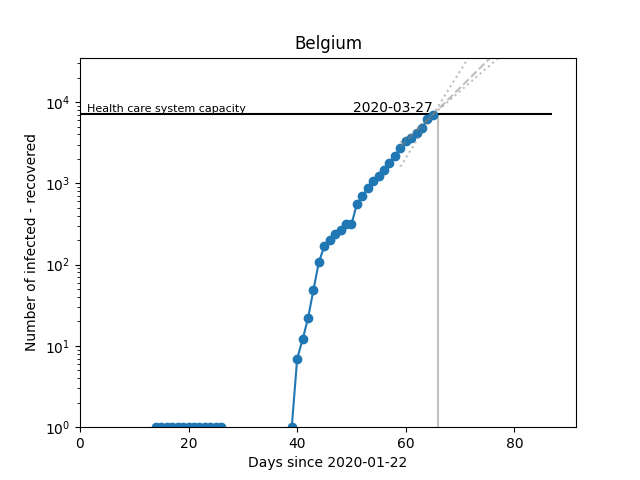 Belgium
Number of infected - recovered
10^4
10^3
10^2
10^1
10^0
Health care system capacity
2020-03-27
0 20 40 60 80
Days since 2020-01-22